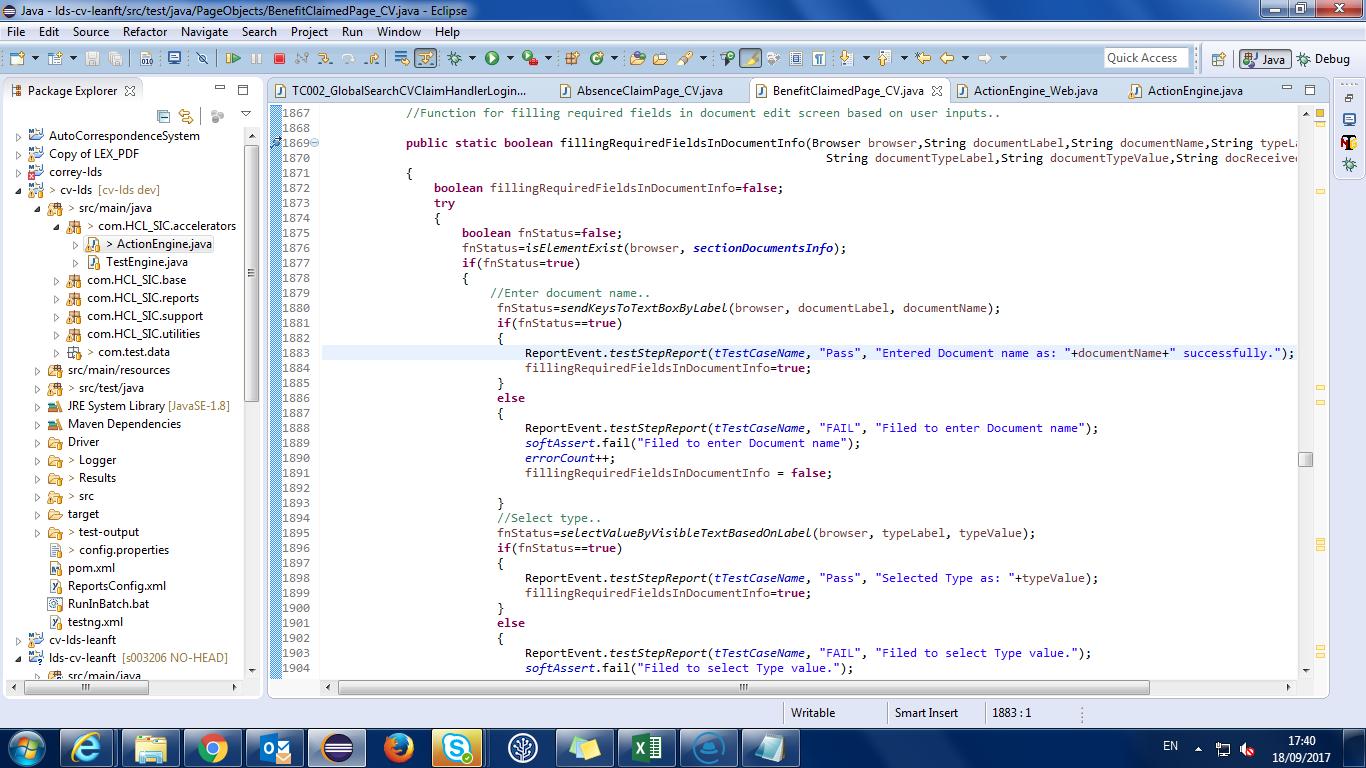 Java - lds-cv-leanft/src/test/java/PageObjects/BenefitClaimedPage_CV.java - Eclipse
File Edit Source Refactor Navigate Search Project Run Window Help
Quick Access Java Debug
Package Explorer
TC002_GlobalSearchCVClaimHandlerLogin... AbsenceClaimPage_CV.java BenefitClaimedPage_CV.java ActionEngine_Web.java ActionEngine.java
AutoCorrespondenceSystem
Copy of LEX_PDF
correy-lds
> cv-lds [cv-lds dev]
> src/main/java
> com.HCL_SIC.accelerators
> ActionEngine.java
TestEngine.java
com.HCL_SIC.base
com.HCL_SIC.reports
com.HCL_SIC.support
com.HCL_SIC.utilities
> com.test.data
src/main/resources
> src/test/java
JRE System Library [JavaSE-1.8]
Maven Dependencies
Driver
> Logger
> Results
> src
target
> test-output
> config.properties
pom.xml
ReportsConfig.xml
RunInBatch.bat
testng.xml
cv-lds-leanft
lds-cv-leanft [s003206 NO-HEAD]
src/main/java
1867 //Function for filling required fields in document edit screen based on user inputs..
1868
1869 public static boolean fillingRequiredFieldsInDocumentInfo(Browser browser,String documentLabel,String documentName,String typeLa
1870 String documentTypeLabel,String documentTypeValue,String docReceive
1871 {
1872 boolean fillingRequiredFieldsInDocumentInfo=false;
1873 try
1874 {
1875 boolean fnStatus=false;
1876 fnStatus=isElementExist(browser, sectionDocumentsInfo);
1877 if(fnStatus=true)
1878 {
1879 //Enter document name..
1880 fnStatus=sendKeysToTextBoxByLabel(browser, documentLabel, documentName);
1881 if(fnStatus==true)
1882 {
1883 ReportEvent.testStepReport(tTestCaseName, "Pass", "Entered Document name as: "+documentName+" successfully.");
1884 fillingRequiredFieldsInDocumentInfo=true;
1885 }
1886 else
1887 {
1888 ReportEvent.testStepReport(tTestCaseName, "FAIL", "Filed to enter Document name");
1889 softAssert.fail("Filed to enter Document name");
1890 errorCount++;
1891 fillingRequiredFieldsInDocumentInfo = false;
1892
1893 }
1894 //Select type..
1895 fnStatus=selectValueByVisibleTextBasedOnLabel(browser, typeLabel, typeValue);
1896 if(fnStatus==true)
1897 {
1898 ReportEvent.testStepReport(tTestCaseName, "Pass", "Selected Type as: "+typeValue);
1899 fillingRequiredFieldsInDocumentInfo=true;
1900 }
1901 else
1902 {
1903 ReportEvent.testStepReport(tTestCaseName, "FAIL", "Filed to select Type value.");
1904 softAssert.fail("Filed to select Type value.");
Writable Smart Insert 1883 : 1
EN 17:40
18/09/2017